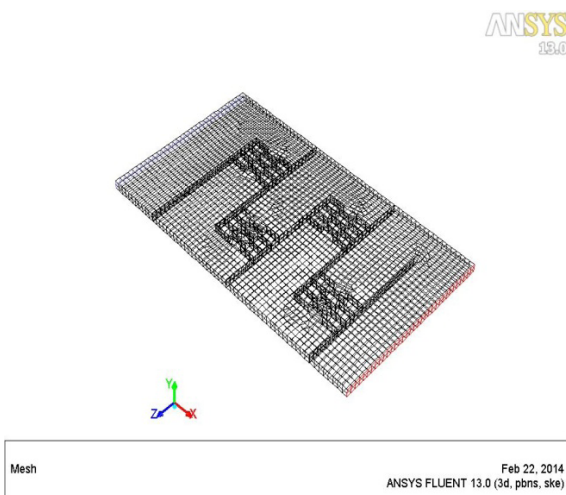 ANSYS
13.0
Y
Z
X
Mesh
Feb 22, 2014
ANSYS FLUENT 13.0 (3d, pbns, ske)